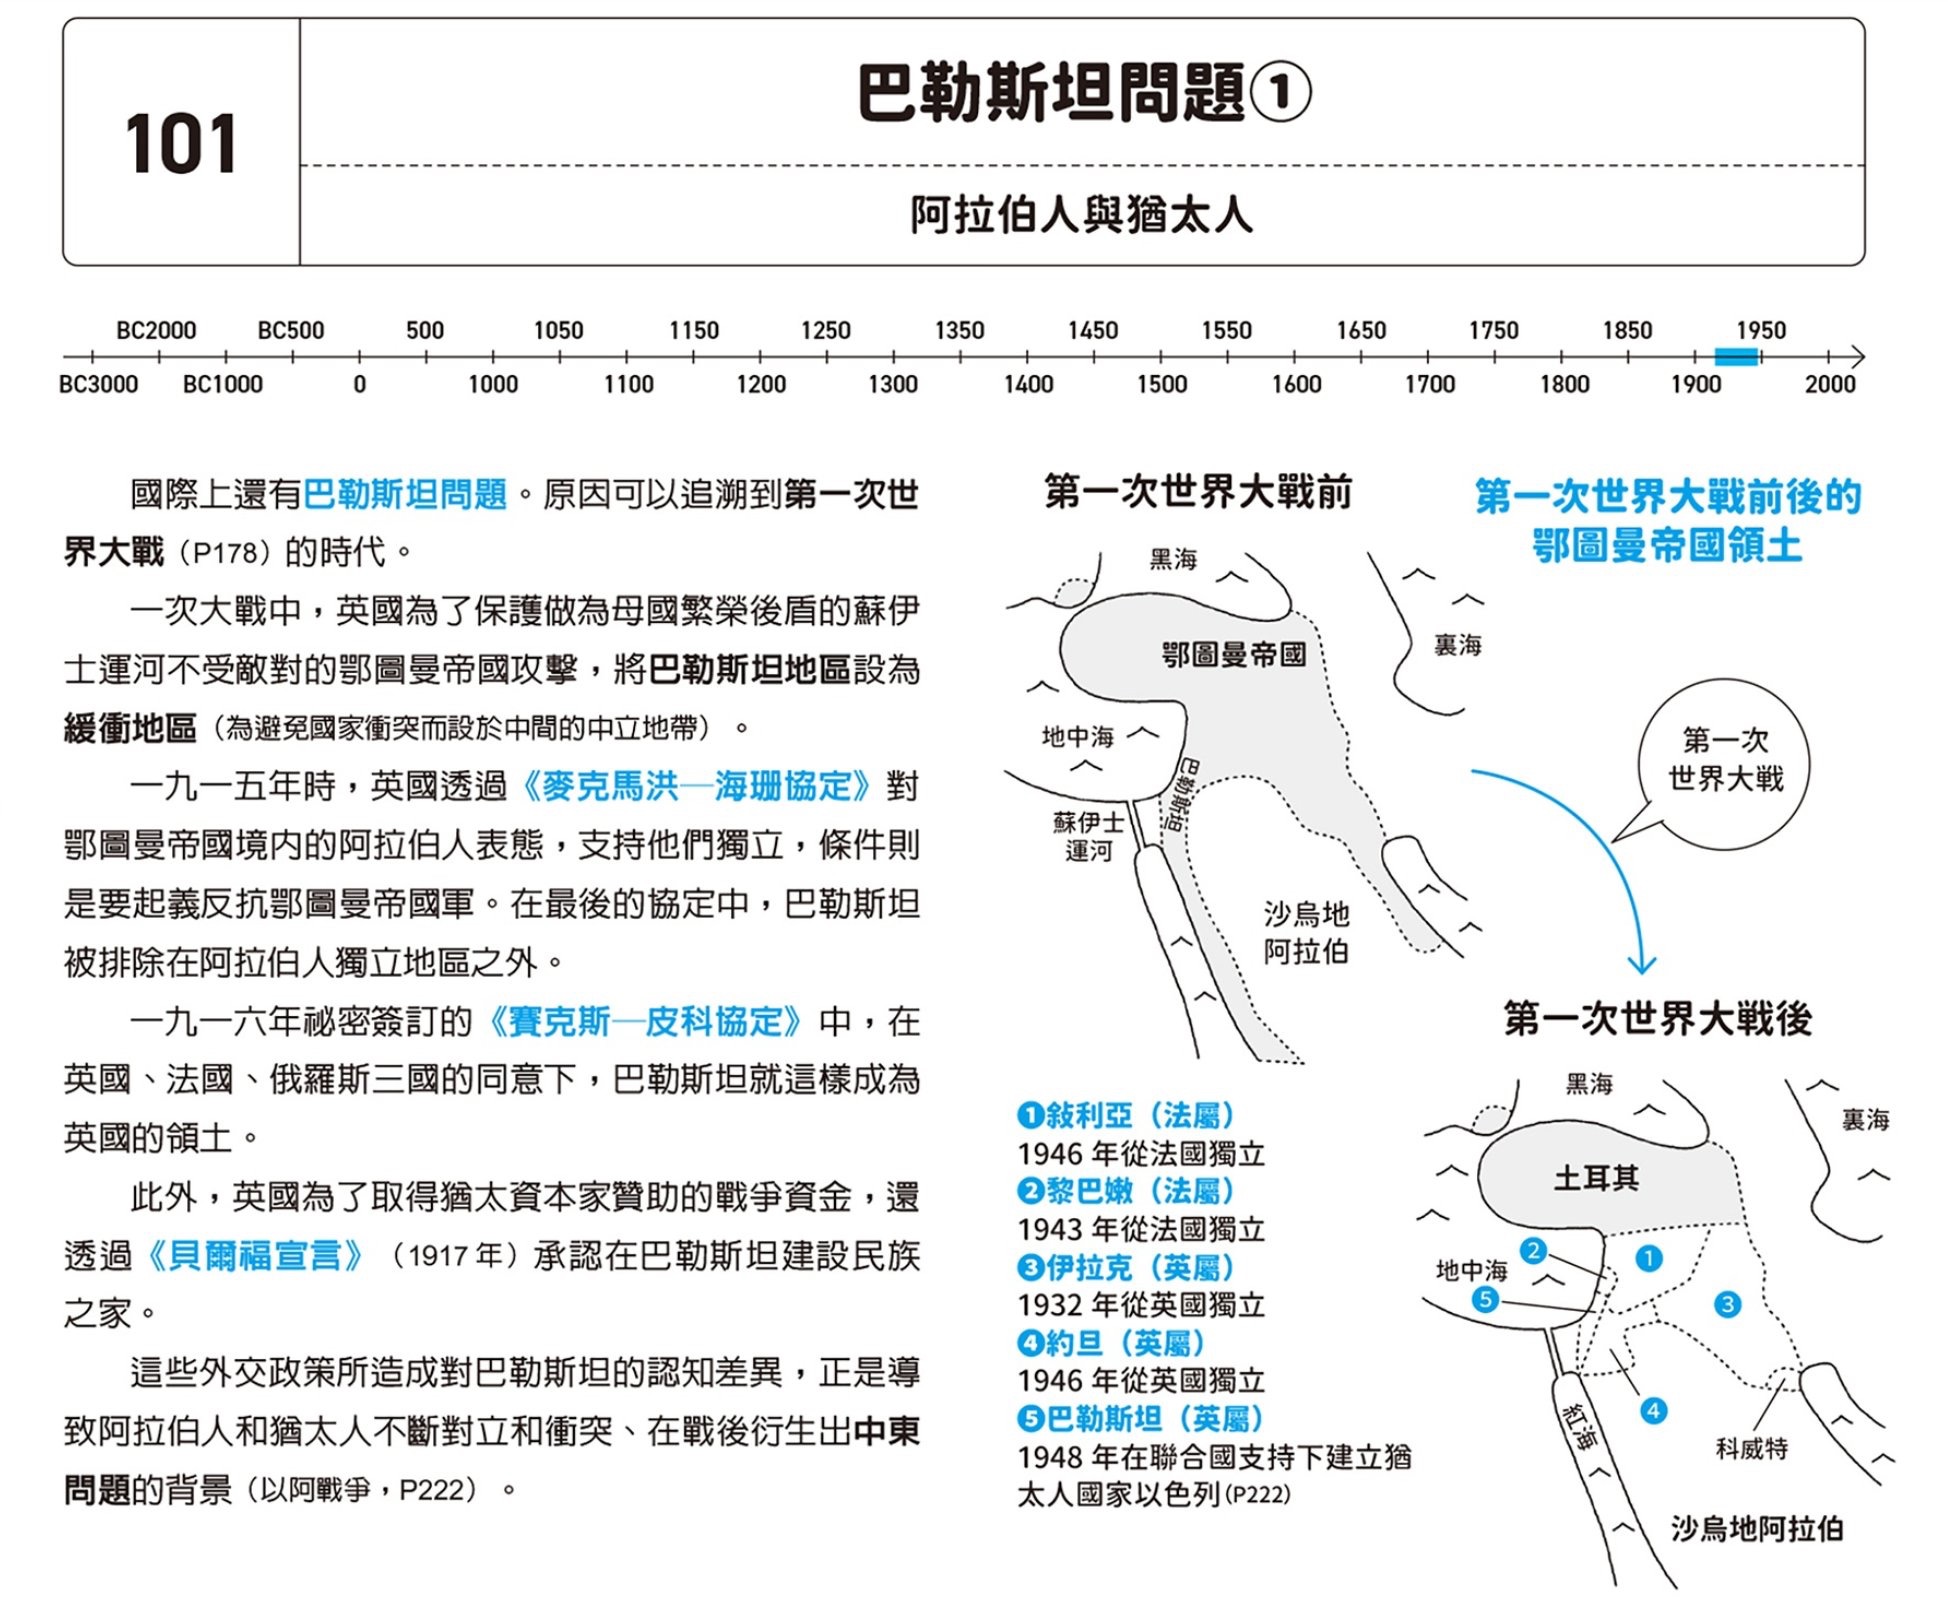 101
巴勒斯坦問題①
阿拉伯人與猶太人
BC2000 BC500 500 1050 1150 1250 1350 1450 1550 1650 1750 1850 1950
BC3000 BC1000 0 1000 1100 1200 1300 1400 1500 1600 1700 1800 1900 2000
國際上還有巴勒斯坦問題。原因可以追溯到第一次世
界大戰（P178）的時代。
一次大戰中，英國為了保護做為母國繁榮後盾的蘇伊
士運河不受敵對的鄂圖曼帝國攻擊，將巴勒斯坦地區設為
緩衝地區（為避免國家衝突而設於中間的中立地帶）。
一九一五年時，英國透過《麥克馬洪─海珊協定》對
鄂圖曼帝國境內的阿拉伯人表態，支持他們獨立，條件則
是要起義反抗鄂圖曼帝國軍。在最後的協定中，巴勒斯坦
被排除在阿拉伯人獨立地區之外。
一九一六年祕密簽訂的《賽克斯─皮科協定》中，在
英國、法國、俄羅斯三國的同意下，巴勒斯坦就這樣成為
英國的領土。
此外，英國為了取得猶太資本家贊助的戰爭資金，還
透過《貝爾福宣言》（1917 年）承認在巴勒斯坦建設民族
之家。
這些外交政策所造成對巴勒斯坦的認知差異，正是導
致阿拉伯人和猶太人不斷對立和衝突、在戰後衍生出中東
問題的背景（以阿戰爭，P222）。
第一次世界大戰前
第一次世界大戰前後的
鄂圖曼帝國領土
黑海
鄂圖曼帝國
裏海
地中海
巴勒斯坦
蘇伊士
運河
沙烏地
阿拉伯
第一次
世界大戰
第一次世界大戰後
❶敍利亞（法屬）
1946 年從法國獨立
❷黎巴嫩（法屬）
1943 年從法國獨立
❸伊拉克（英屬）
1932 年從英國獨立
❹約旦（英屬）
1946 年從英國獨立
❺巴勒斯坦（英屬）
1948 年在聯合國支持下建立猶
太人國家以色列(P222)
黑海
裏海
土耳其
❷
❶
地中海
❺
❸
❹
紅海
科威特
沙烏地阿拉伯